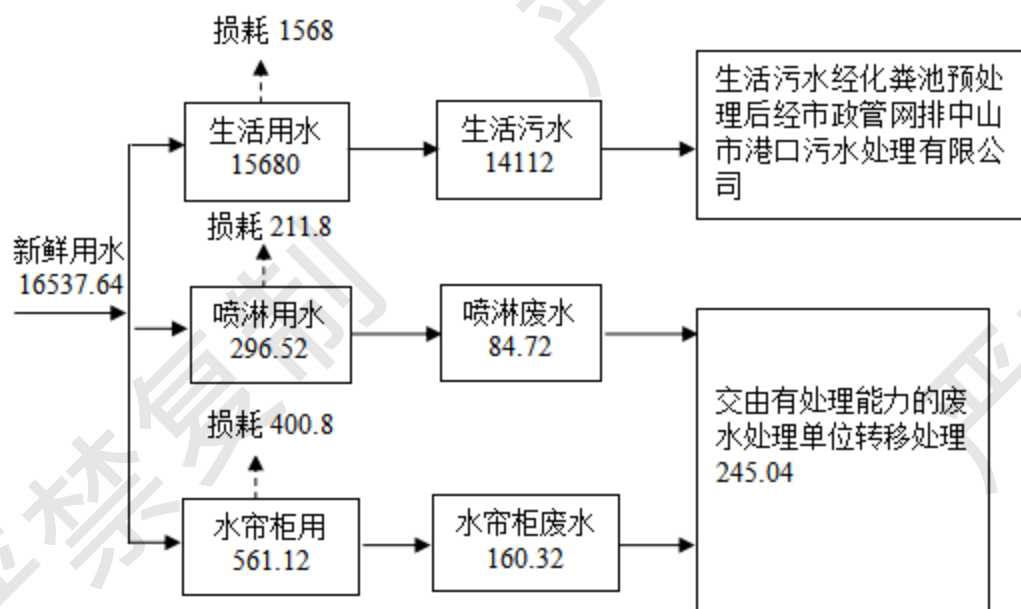 损耗 1568
生活用水
15680
生活污水
14112
生活污水经化粪池预处
理后经市政管网排中山
市港口污水处理有限公
司
新鲜用水
16537.64
损耗 211.8
喷淋用水
296.52
喷淋废水
84.72
交由有处理能力的废
水处理单位转移处理
245.04
损耗 400.8
水帘柜用
561.12
水帘柜废水
160.32
严禁复制